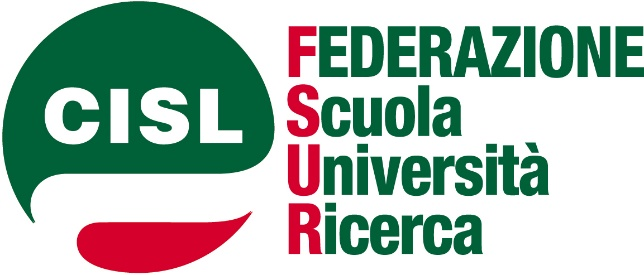 CISL
FEDERAZIONE
Scuola
Università
Ricerca